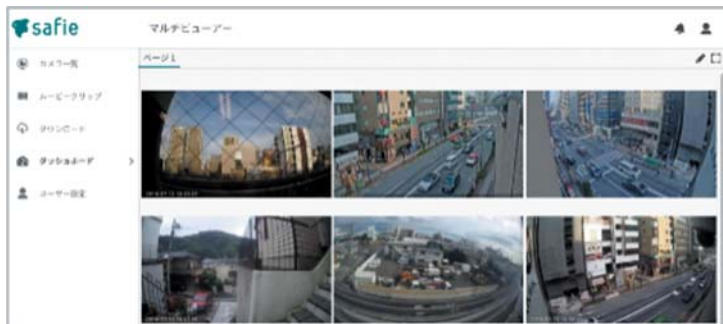 safie
マルチビューアー
ページ1
カメラ一覧
ムービークリップ
ダウンロード
ダッシュボード
ユーザー設定